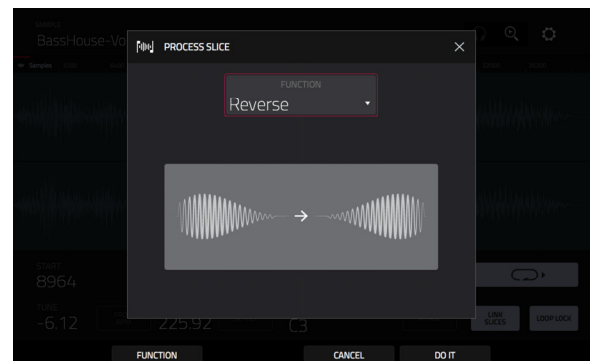 SAMPLE
BassHouse-Vo
PROCESS SLICE
Samples
FUNCTION
Reverse
START
8964
TUNE
-6.12
225.92
C3
LINK
SLICES
LOOP LOCK
FUNCTION CANCEL DO IT